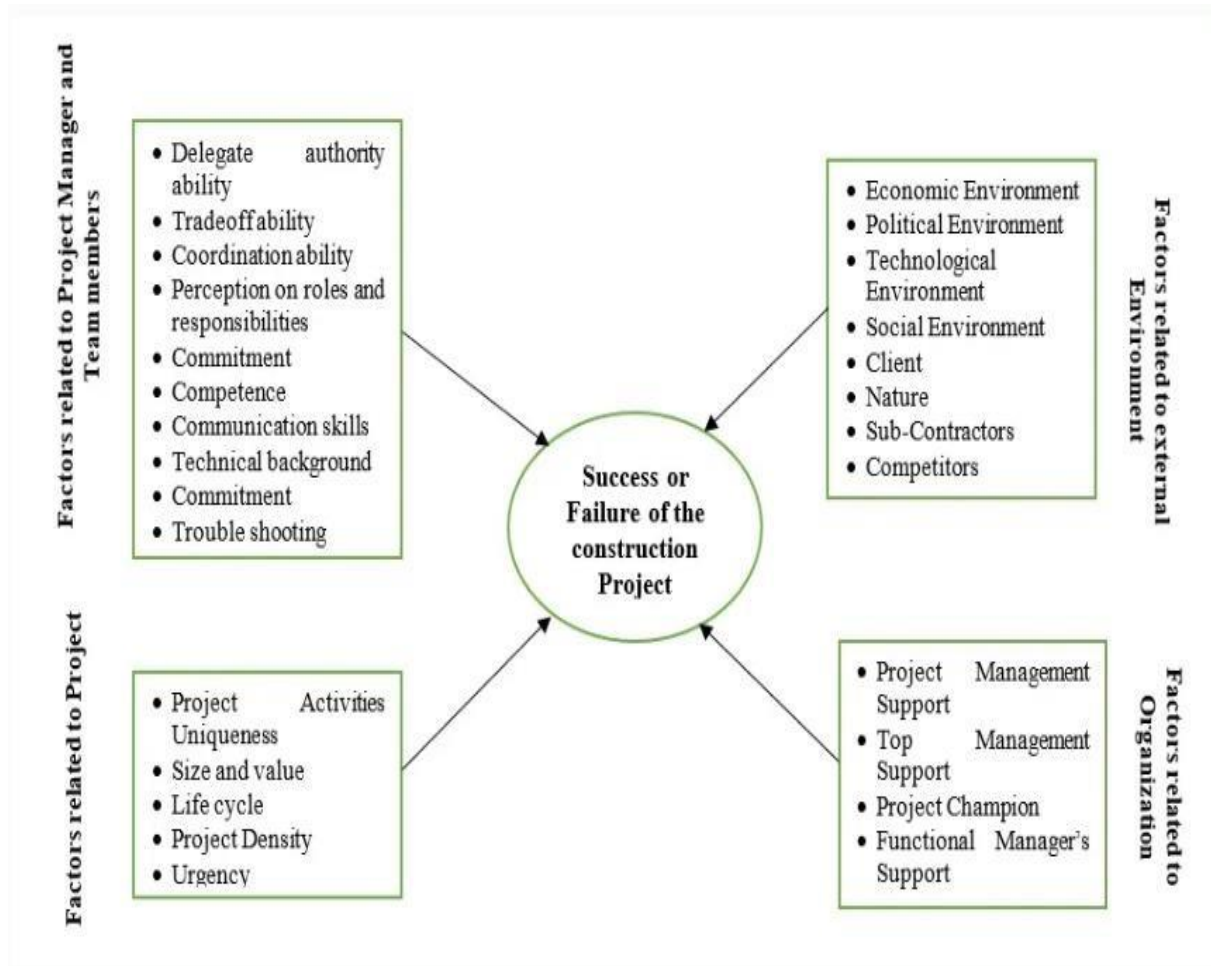 Factors related to Project Manager and
Team members
• Delegate authority
ability
• Tradeoff ability
• Coordination ability
• Perception on roles and
responsibilities
• Commitment
• Competence
• Communication skills
• Technical background
• Commitment
• Trouble shooting
• Economic Environment
• Political Environment
• Technological
Environment
• Social Environment
• Client
• Nature
• Sub-Contractors
• Competitors
Factors related to external
Environment
Success or
Failure of the
construction
Project
Factors related to Project
• Project Activities
Uniqueness
• Size and value
• Life cycle
• Project Density
• Urgency
• Project Management
Support
• Top Management
Support
• Project Champion
• Functional Manager's
Support
Factors related to
Organization